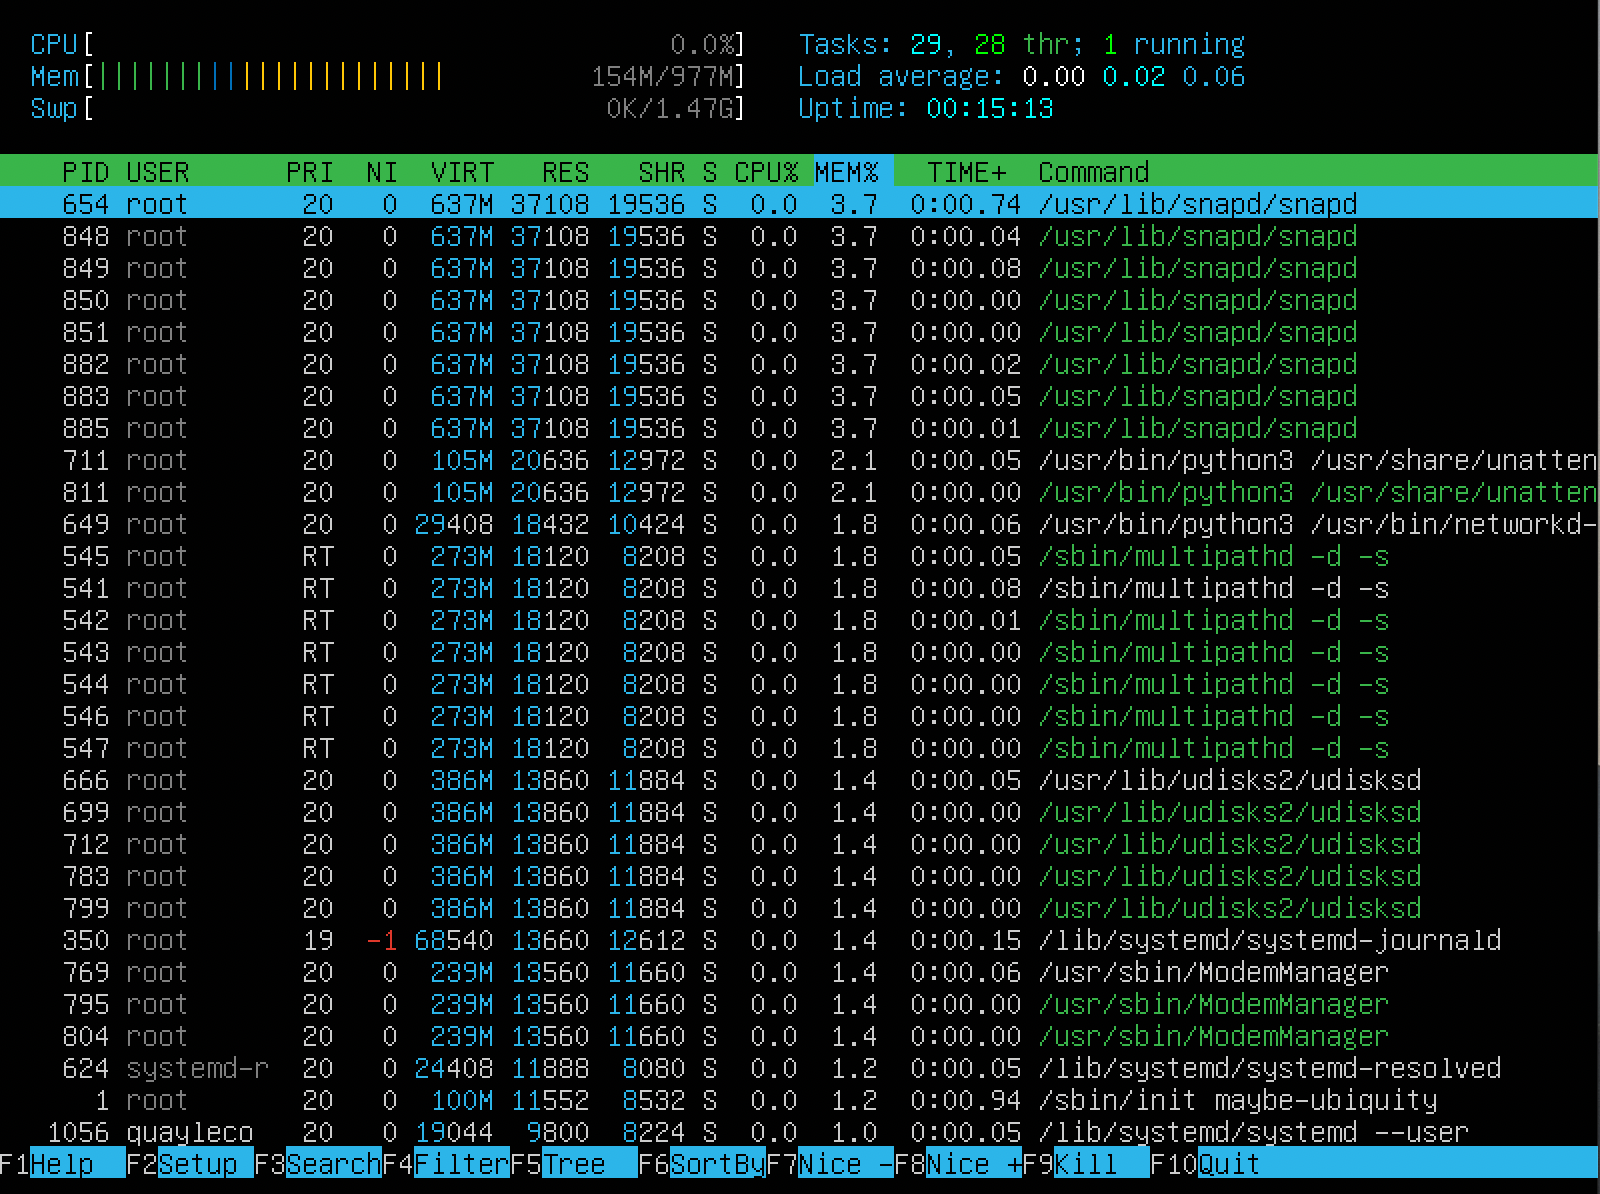 CPU[ 0.0%] Tasks: 29, 28 thr; 1 running
Mem[||||||||||||||||||||||| 154M/977M] Load average: 0.00 0.02 0.06
Swp[ 0K/1.47G] Uptime: 00:15:13
PID USER PRI NI VIRT RES SHR S CPU% MEM% TIME+ Command
654 root 20 0 637M 37108 19536 S 0.0 3.7 0:00.74 /usr/lib/snapd/snapd
848 root 20 0 637M 37108 19536 S 0.0 3.7 0:00.04 /usr/lib/snapd/snapd
849 root 20 0 637M 37108 19536 S 0.0 3.7 0:00.08 /usr/lib/snapd/snapd
850 root 20 0 637M 37108 19536 S 0.0 3.7 0:00.00 /usr/lib/snapd/snapd
851 root 20 0 637M 37108 19536 S 0.0 3.7 0:00.00 /usr/lib/snapd/snapd
882 root 20 0 637M 37108 19536 S 0.0 3.7 0:00.02 /usr/lib/snapd/snapd
883 root 20 0 637M 37108 19536 S 0.0 3.7 0:00.05 /usr/lib/snapd/snapd
885 root 20 0 637M 37108 19536 S 0.0 3.7 0:00.01 /usr/lib/snapd/snapd
711 root 20 0 105M 20636 12972 S 0.0 2.1 0:00.05 /usr/bin/python3 /usr/share/unatten
811 root 20 0 105M 20636 12972 S 0.0 2.1 0:00.00 /usr/bin/python3 /usr/share/unatten
649 root 20 0 29408 18432 10424 S 0.0 1.8 0:00.06 /usr/bin/python3 /usr/bin/networkd-
545 root RT 0 273M 18120 8208 S 0.0 1.8 0:00.05 /sbin/multipathd -d -s
541 root RT 0 273M 18120 8208 S 0.0 1.8 0:00.08 /sbin/multipathd -d -s
542 root RT 0 273M 18120 8208 S 0.0 1.8 0:00.01 /sbin/multipathd -d -s
543 root RT 0 273M 18120 8208 S 0.0 1.8 0:00.00 /sbin/multipathd -d -s
544 root RT 0 273M 18120 8208 S 0.0 1.8 0:00.00 /sbin/multipathd -d -s
546 root RT 0 273M 18120 8208 S 0.0 1.8 0:00.00 /sbin/multipathd -d -s
547 root RT 0 273M 18120 8208 S 0.0 1.8 0:00.00 /sbin/multipathd -d -s
666 root 20 0 386M 13860 11884 S 0.0 1.4 0:00.05 /usr/lib/udisks2/udisksd
699 root 20 0 386M 13860 11884 S 0.0 1.4 0:00.00 /usr/lib/udisks2/udisksd
712 root 20 0 386M 13860 11884 S 0.0 1.4 0:00.00 /usr/lib/udisks2/udisksd
783 root 20 0 386M 13860 11884 S 0.0 1.4 0:00.00 /usr/lib/udisks2/udisksd
799 root 20 0 386M 13860 11884 S 0.0 1.4 0:00.00 /usr/lib/udisks2/udisksd
350 root 19 -1 68540 13660 12612 S 0.0 1.4 0:00.15 /lib/systemd/systemd-journald
769 root 20 0 239M 13560 11660 S 0.0 1.4 0:00.06 /usr/sbin/ModemManager
795 root 20 0 239M 13560 11660 S 0.0 1.4 0:00.00 /usr/sbin/ModemManager
804 root 20 0 239M 13560 11660 S 0.0 1.4 0:00.00 /usr/sbin/ModemManager
624 systemd-r 20 0 24408 11888 8080 S 0.0 1.2 0:00.05 /lib/systemd/systemd-resolved
1 root 20 0 100M 11552 8532 S 0.0 1.2 0:00.94 /sbin/init maybe-ubiquity
1056 quayleco 20 0 19044 9800 8224 S 0.0 1.0 0:00.05 /lib/systemd/systemd --user
F1Help F2Setup F3SearchF4FilterF5Tree F6SortByF7Nice -F8Nice +F9Kill F10Quit